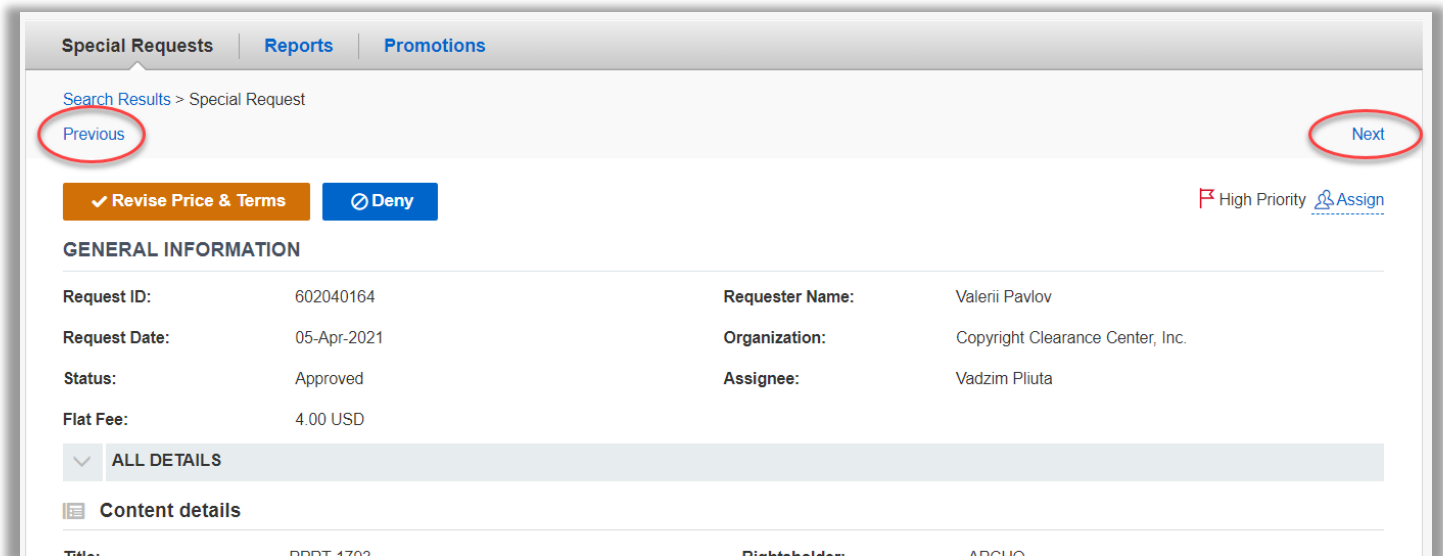 Special Requests Reports Promotions
Search Results > Special Request
Previous Next
Revise Price & Terms Deny High Priority Assign
GENERAL INFORMATION
Request ID: 602040164 Requester Name: Valerii Pavlov
Request Date: 05-Apr-2021 Organization: Copyright Clearance Center, Inc.
Status: Approved Assignee: Vadzim Pliuta
Flat Fee: 4.00 USD
ALL DETAILS
Content details
Title: Rightsholder: